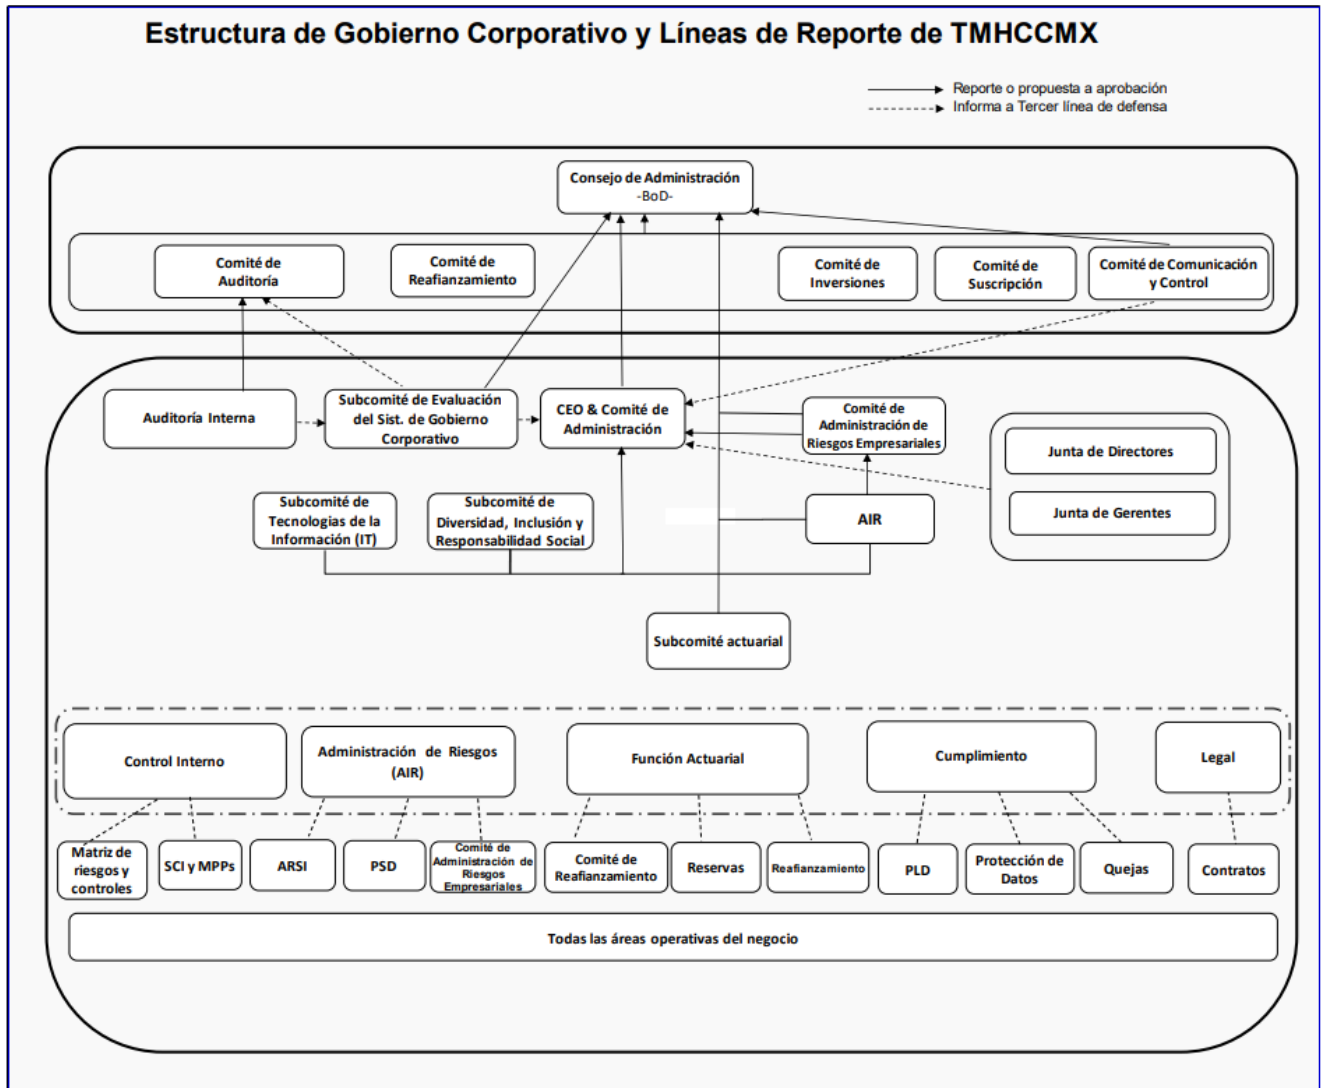 Estructura de Gobierno Corporativo y Líneas de Reporte de TMHCCMX
Reporte o propuesta a aprobación
Informa a Tercer línea de defensa
Consejo de Administración
-BoD-
Comité de
Auditoría
Comité de
Reafianzamiento
Comité de
Inversiones
Comité de
Suscripción
Comité de Comunicación
y Control
Auditoría Interna
Subcomité de Evaluación
del Sist. de Gobierno
Corporativo
CEO & Comité de
Administración
Comité de
Administración de
Riesgos Empresariales
Junta de Directores
Junta de Gerentes
Subcomité de
Tecnologias de la
Información (IT)
Subcomité de
Diversidad, Inclusión y
Responsabilidad Social
AIR
Subcomité actuarial
Control Interno
Administración de Riesgos
(AIR)
Función Actuarial
Cumplimiento
Legal
Matriz de
riesgos y
controles
SCI y MPPs
ARSI
PSD
Comité de
Administración de
Riesgos
Empresariales
Comité de
Reafianzamiento
Reservas
Reafianzamiento
PLD
Protección de
Datos
Quejas
Contratos
Todas las áreas operativas del negocio